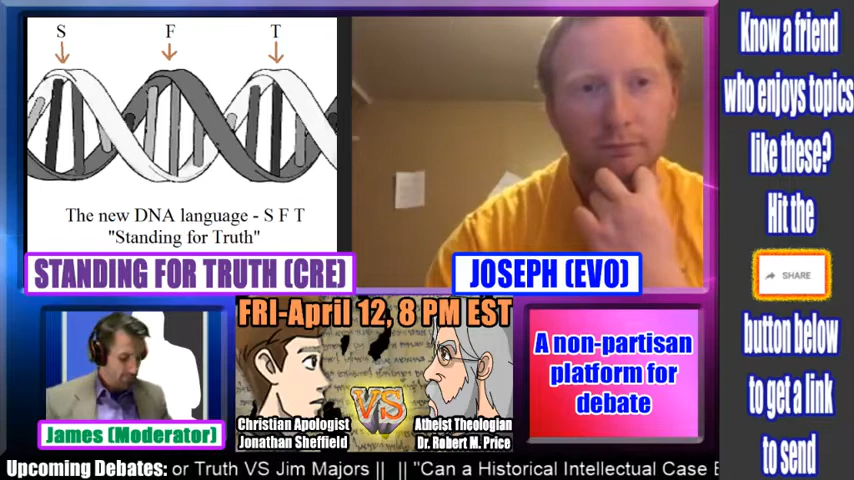 S F T
The new DNA language - S F T
"Standing for Truth"
STANDING FOR TRUTH (CRE)
JOSEPH (EVO)
FRI-April 12, 8 PM EST
VS
Christian Apologist
Jonathan Sheffield
Atheist Theologian
Dr. Robert M. Price
James (Moderator)
A non-partisan
platform for
debate
Know a friend
who enjoys topics
like these?
Hit the
SHARE
button below
to get a link
to send
Upcoming Debates: or Truth VS Jim Majors || || "Can a Historical Intellectual Case